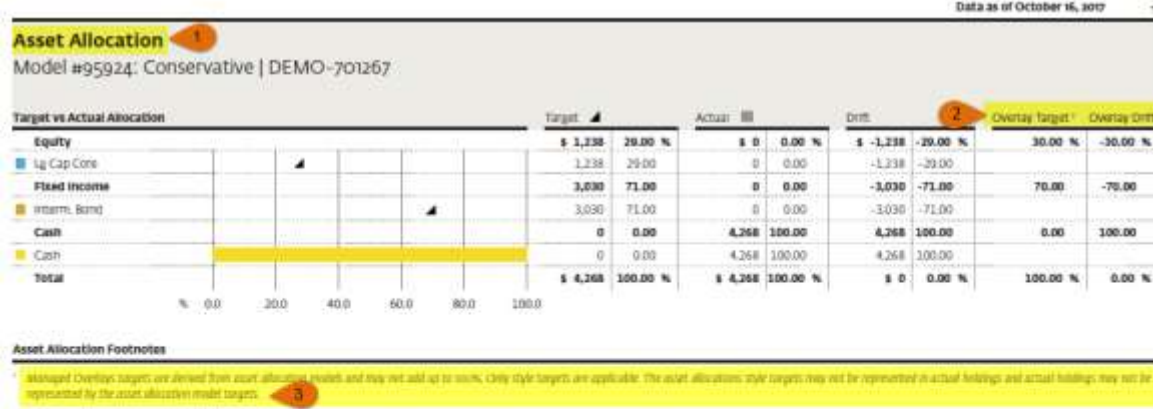 Data as of October 16, 2017
Asset Allocation 1
Model #95924: Conservative | DEMO-701267
Target vs Actual Allocation Target Actual Drift 2 Overlay Target ¹ Overlay Drift
Equity $ 1,238 29.00 % $ 0 0.00 % $ -1,238 -29.00 % 30.00 % -30.00 %
Lg Cap Core 1,238 29.00 0 0.00 -1,238 -29.00
Fixed Income 3,030 71.00 0 0.00 -3,030 -71.00 70.00 -70.00
Interm. Bond 3,030 71.00 0 0.00 -3,030 -71.00
Cash 0 0.00 4,268 100.00 4,268 100.00 0.00 100.00
Cash 0 0.00 4,268 100.00 4,268 100.00
Total $ 4,268 100.00 % $ 4,268 100.00 % $ 0 0.00 % 100.00 % 0.00 %
% 0.0 20.0 40.0 60.0 80.0 100.0
Asset Allocation Footnotes
¹ Managed Overlays targets are derived from asset allocation models and may not add up to 100%. Only style targets are applicable. The asset allocations style targets may not be represented in actual holdings and actual holdings may not be
represented by the asset allocation model targets. 3